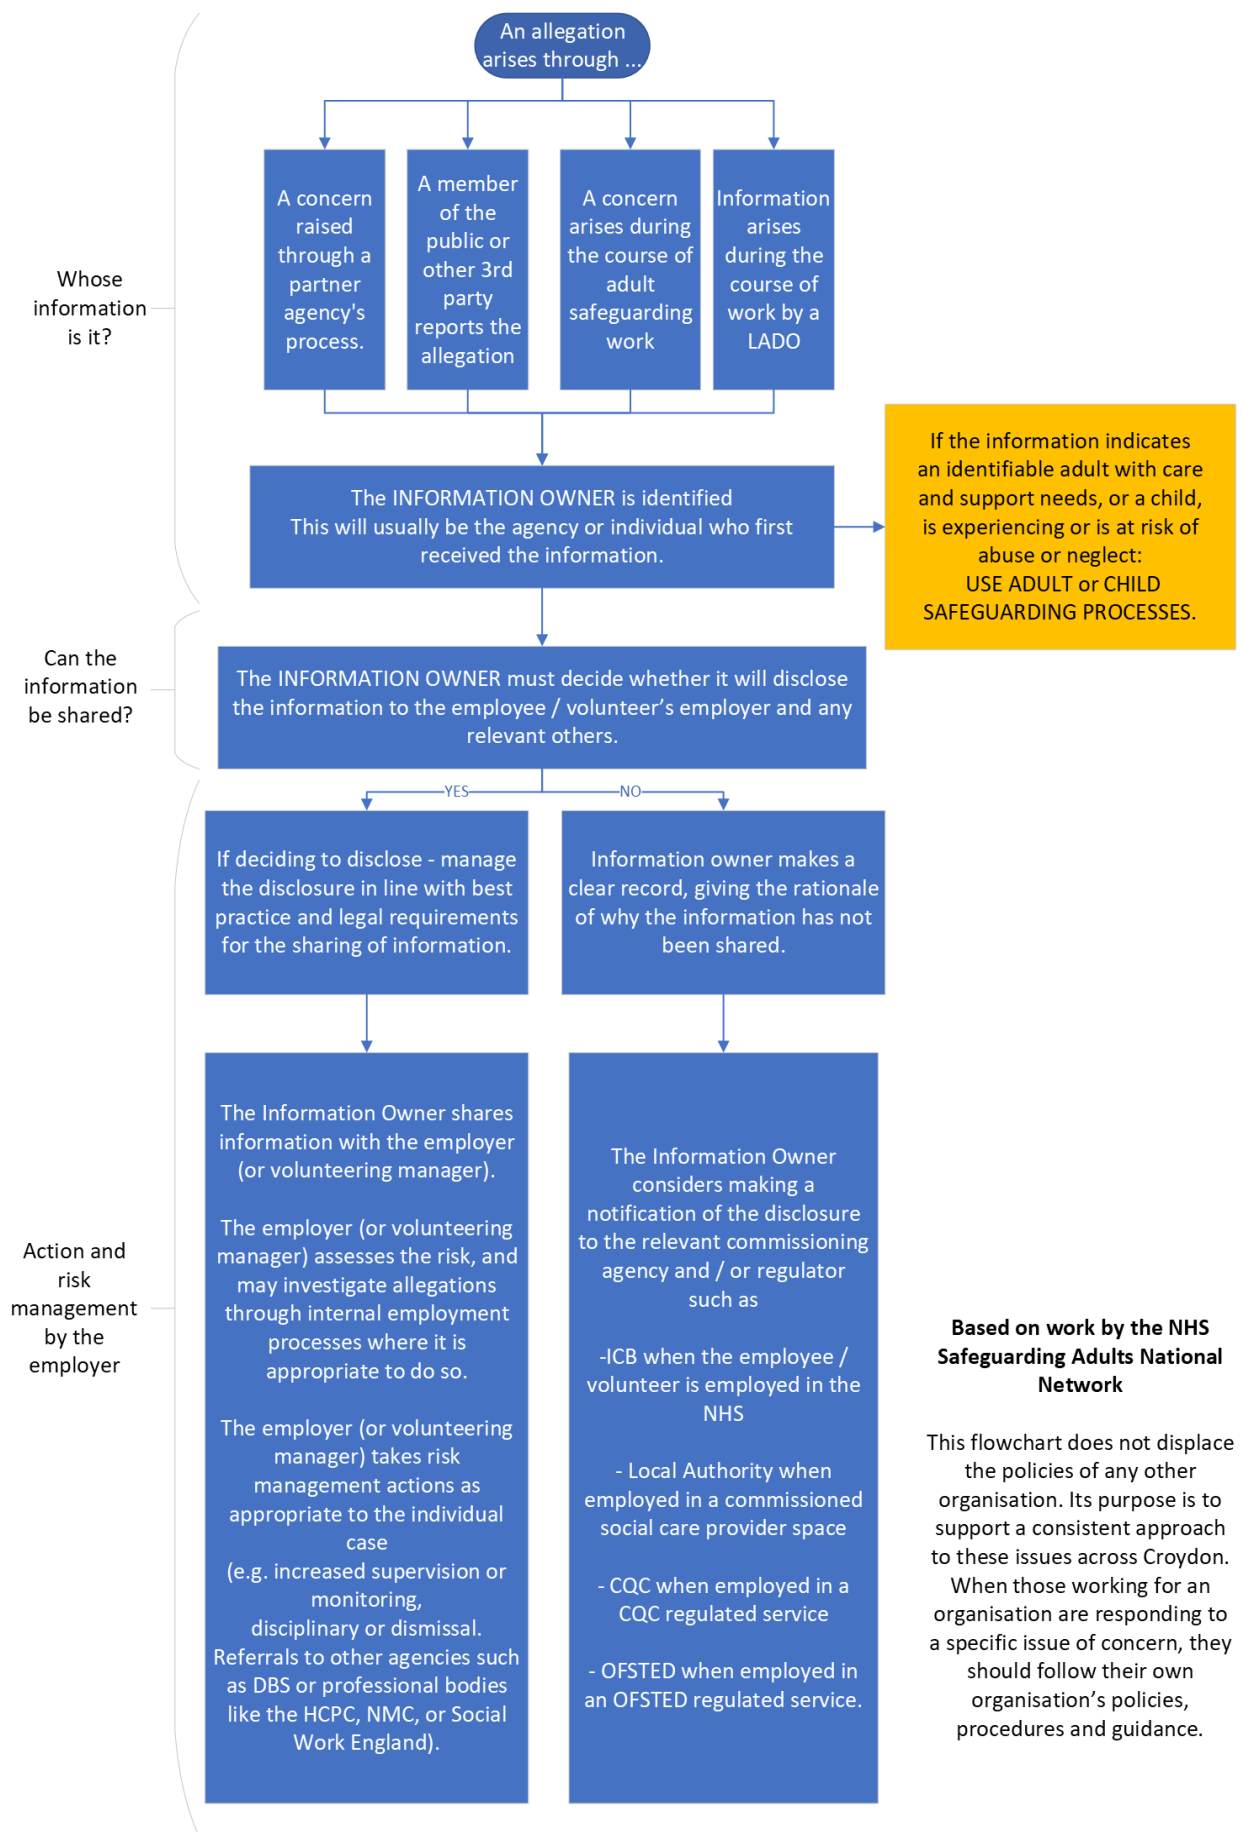 An allegation
arises through ...
A concern
raised
through a
partner
agency's
process.
A member
of the
public or
other 3rd
party
reports the
allegation
A concern
arises during
the course of
adult
safeguarding
work
Information
arises
during the
course of
work by a
LADO
Whose
information
is it?
The INFORMATION OWNER is identified
This will usually be the agency or individual who first
received the information.
If the information indicates
an identifiable adult with care
and support needs, or a child,
is experiencing or is at risk of
abuse or neglect:
USE ADULT or CHILD
SAFEGUARDING PROCESSES.
Can the
information
be shared?
The INFORMATION OWNER must decide whether it will disclose
the information to the employee / volunteer’s employer and any
relevant others.
YES
NO
If deciding to disclose - manage
the disclosure in line with best
practice and legal requirements
for the sharing of information.
Information owner makes a
clear record, giving the rationale
of why the information has not
been shared.
Action and
risk
management
by the
employer
The Information Owner shares
information with the employer
(or volunteering manager).
The employer (or volunteering
manager) assesses the risk, and
may investigate allegations
through internal employment
processes where it is
appropriate to do so.
The employer (or volunteering
manager) takes risk
management actions as
appropriate to the individual
case
(e.g. increased supervision or
monitoring,
disciplinary or dismissal.
Referrals to other agencies such
as DBS or professional bodies
like the HCPC, NMC, or Social
Work England).
The Information Owner
considers making a
notification of the disclosure
to the relevant commissioning
agency and / or regulator
such as
-ICB when the employee /
volunteer is employed in the
NHS
- Local Authority when
employed in a commissioned
social care provider space
- CQC when employed in a
CQC regulated service
- OFSTED when employed in
an OFSTED regulated service.
Based on work by the NHS
Safeguarding Adults National
Network
This flowchart does not displace
the policies of any other
organisation. Its purpose is to
support a consistent approach
to these issues across Croydon.
When those working for an
organisation are responding to
a specific issue of concern, they
should follow their own
organisation’s policies,
procedures and guidance.